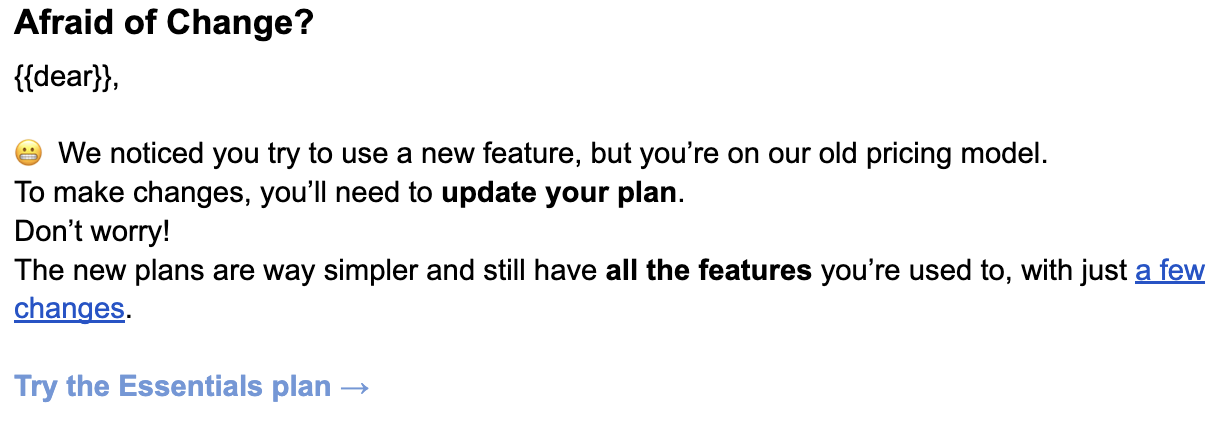 Afraid of Change?
{{dear}},
😬 We noticed you try to use a new feature, but you’re on our old pricing model.
To make changes, you’ll need to update your plan.
Don’t worry!
The new plans are way simpler and still have all the features you’re used to, with just a few
changes.
Try the Essentials plan →